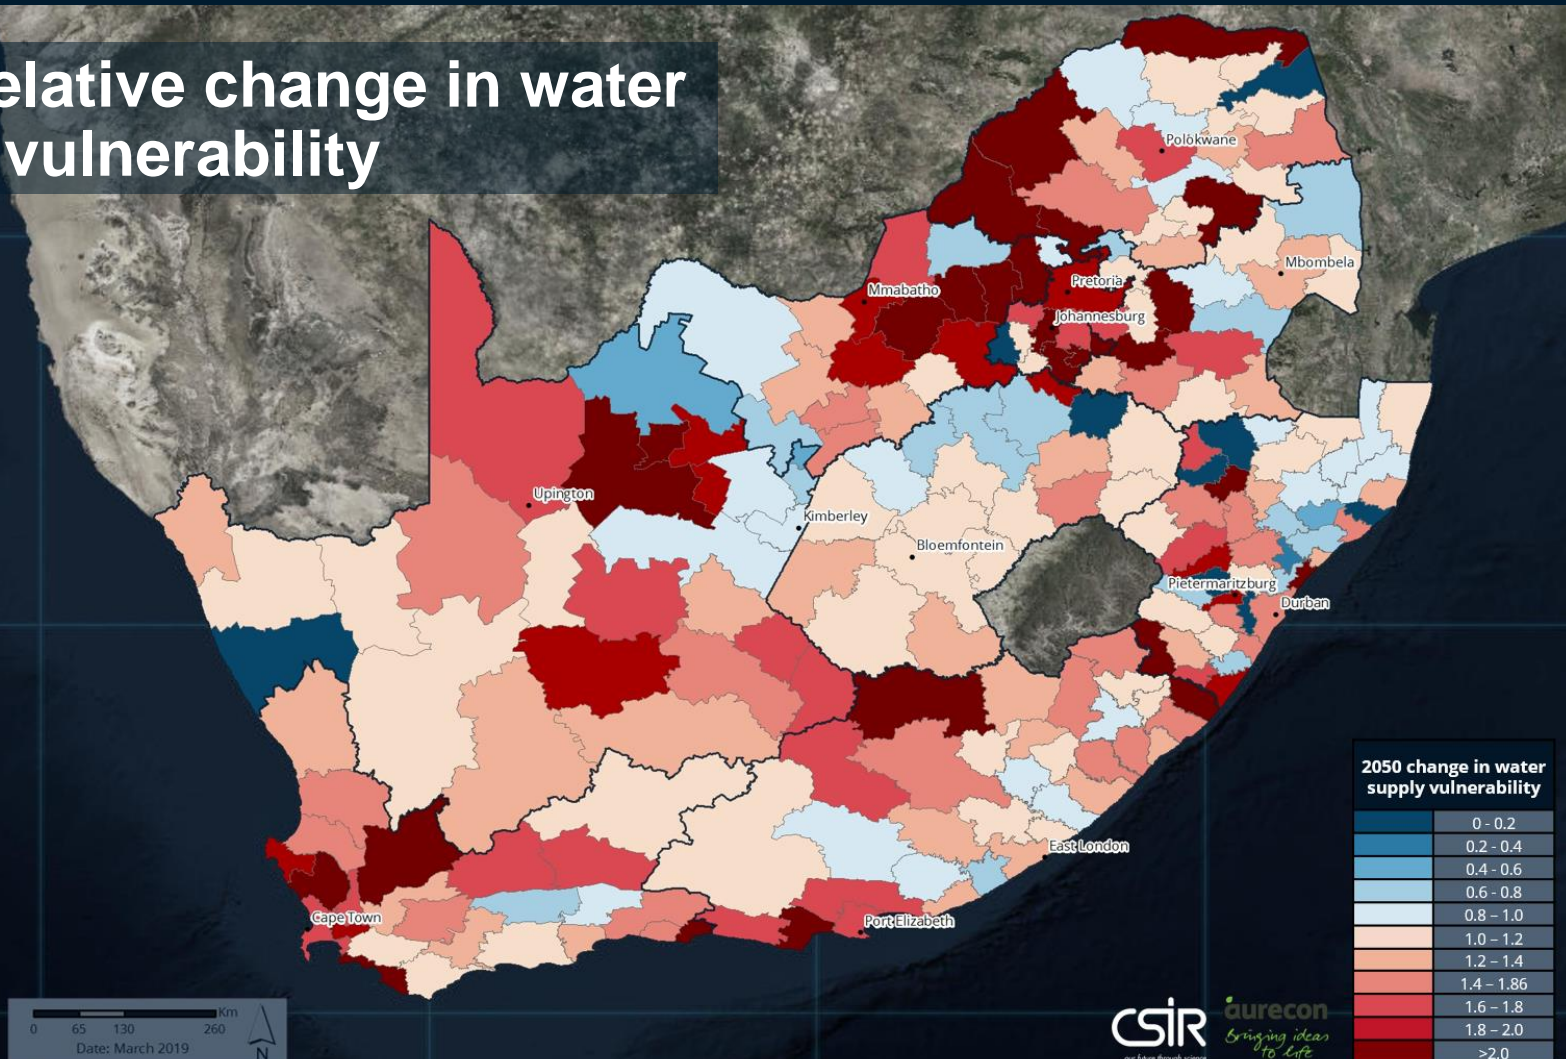 elative change in water
vulnerability
Polokwane
Mbombela
Mmabatho
Pretoria
Johannesburg
Upington
Kimberley
Bloemfontein
Pietermaritzburg
Durban
East London
Cape Town
Port Elizabeth
2050 change in water
supply vulnerability
0 - 0.2
0.2 - 0.4
0.4 - 0.6
0.6 - 0.8
0.8 – 1.0
1.0 – 1.2
1.2 – 1.4
1.4 – 1.86
1.6 - 1.8
1.8 - 2.0
>2.0
Km
0 65 130 260
Date: March 2019
N
CSIR
our future through science
aurecon
Bringing ideas
to life